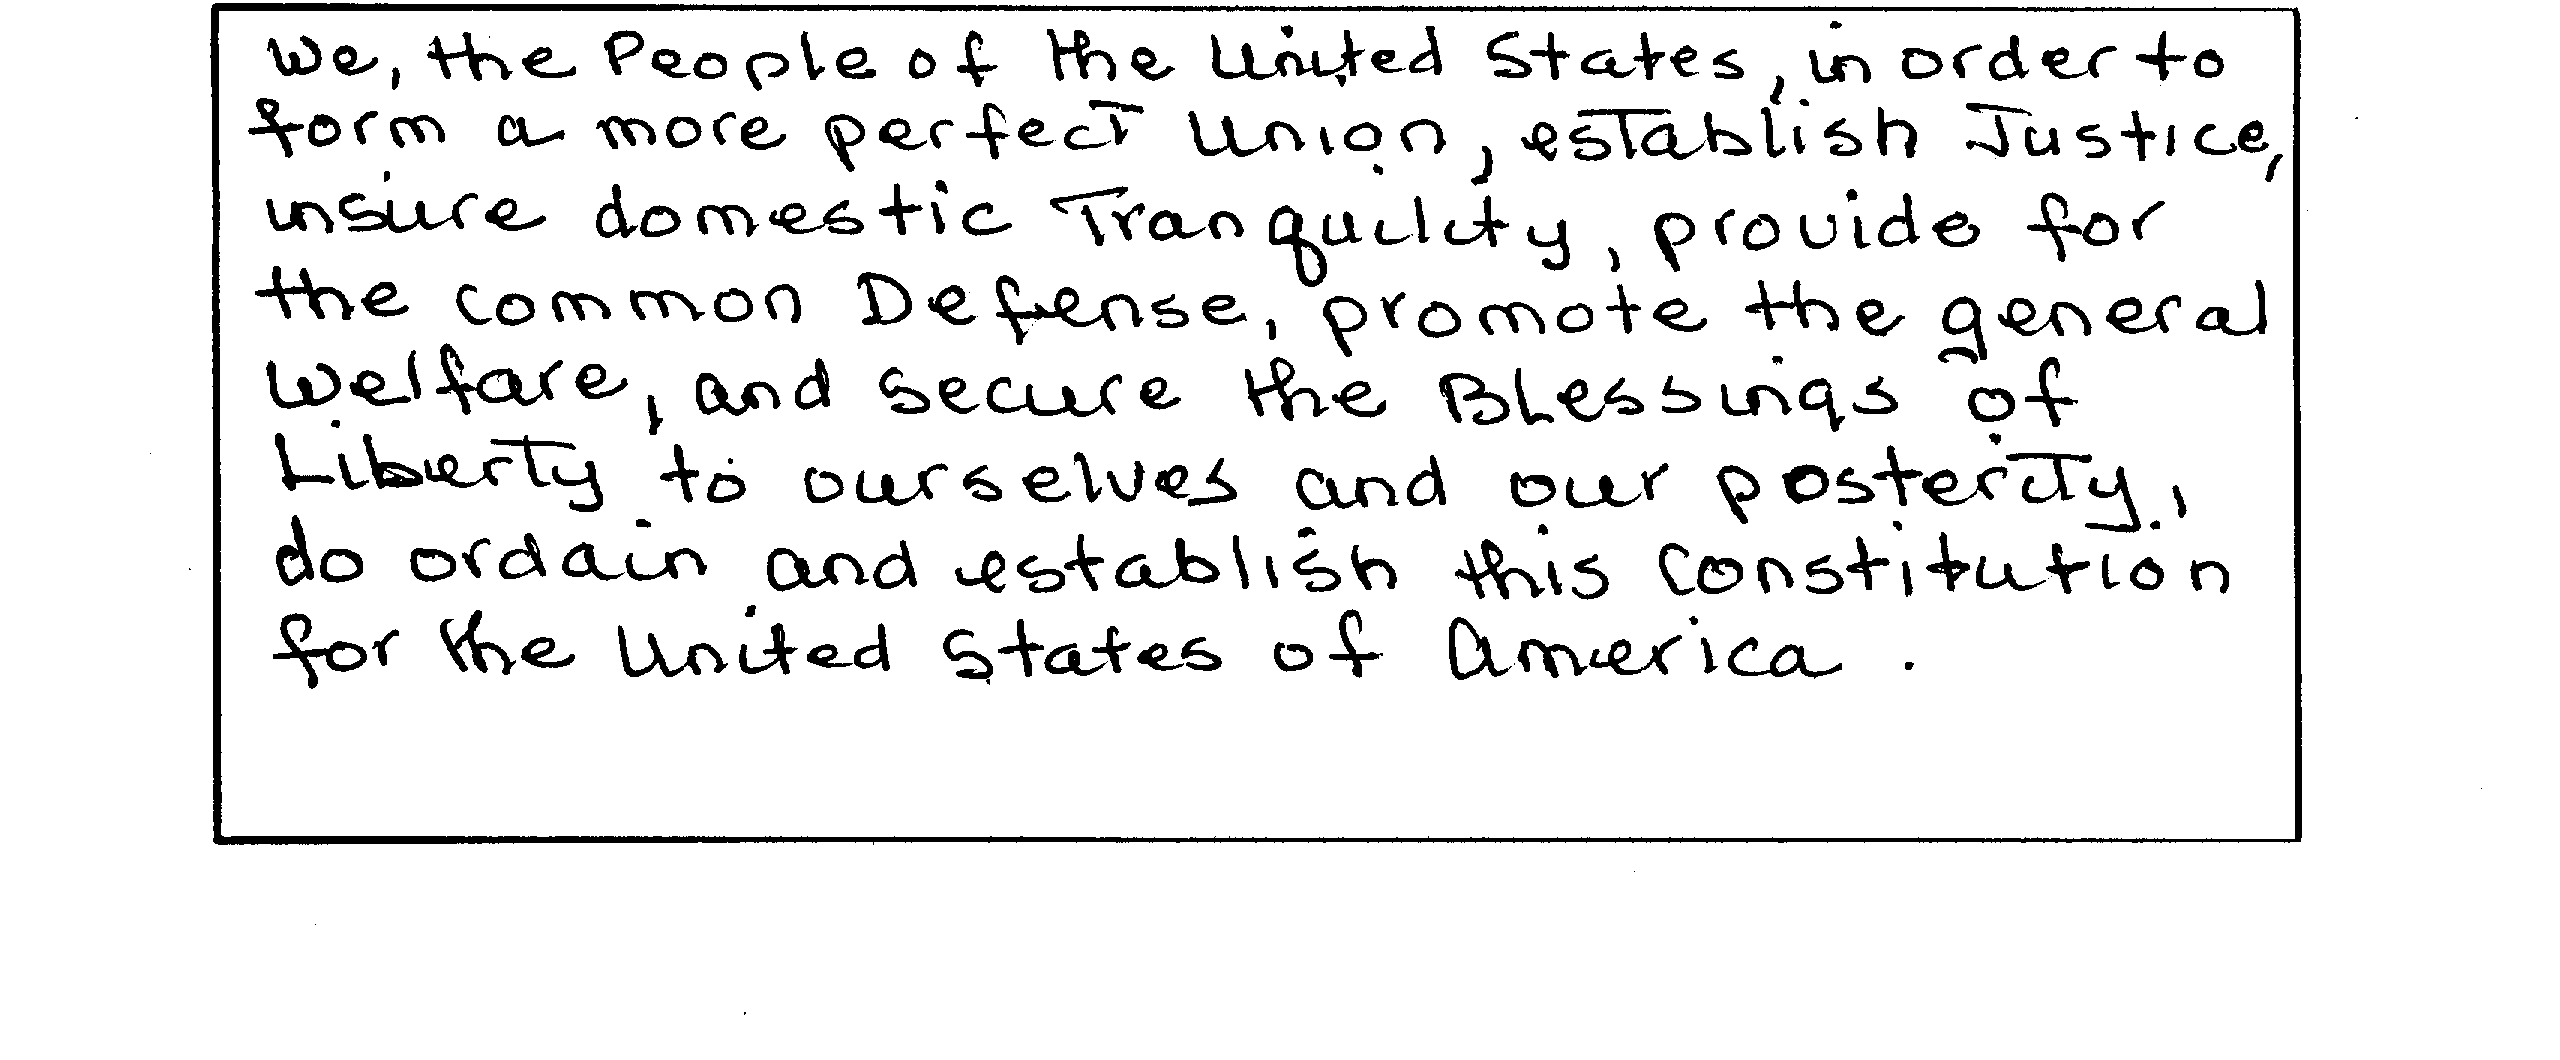 We, the People of the United States, in order to
form a more perfect Union, establish Justice,
insure domestic Tranquility, provide for
the common Defense, promote the general
Welfare, and secure the Blessings of
Liberty to ourselves and our posterity,
do ordain and establish this Constitution
for the United States of America.